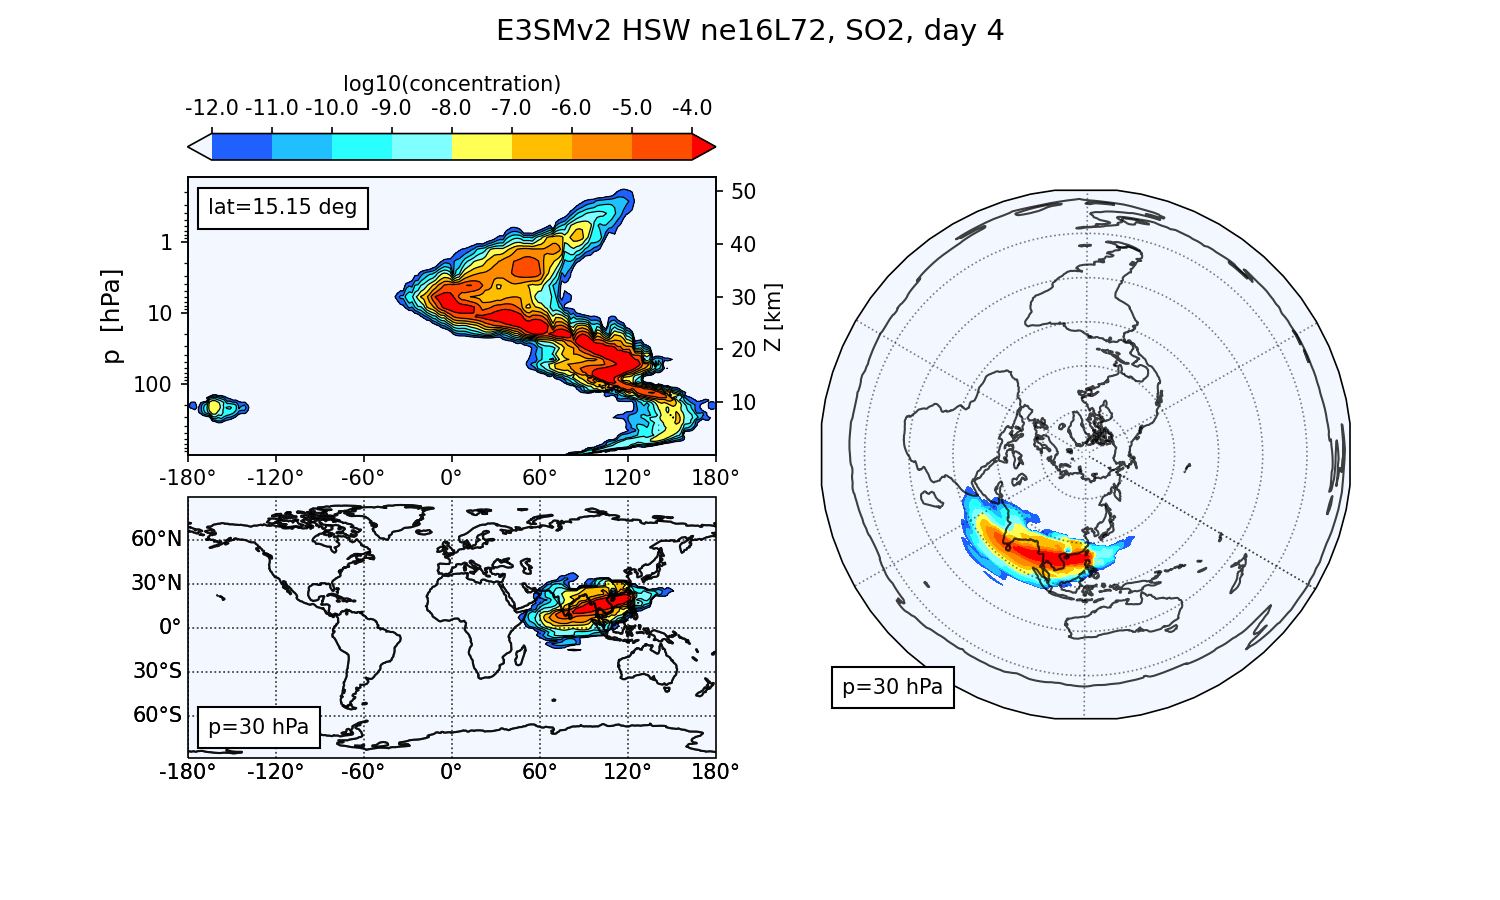 E3SMv2 HSW ne16L72, SO2, day 4
log10(concentration)
-12.0 -11.0 -10.0 -9.0 -8.0 -7.0 -6.0 -5.0 -4.0
lat=15.15 deg
p [hPa]
1
10
100
Z [km]
50
40
30
20
10
-180° -120° -60° 0° 60° 120° 180°
60°N
30°N
0°
30°S
60°S
p=30 hPa
-180° -120° -60° 0° 60° 120° 180°
p=30 hPa